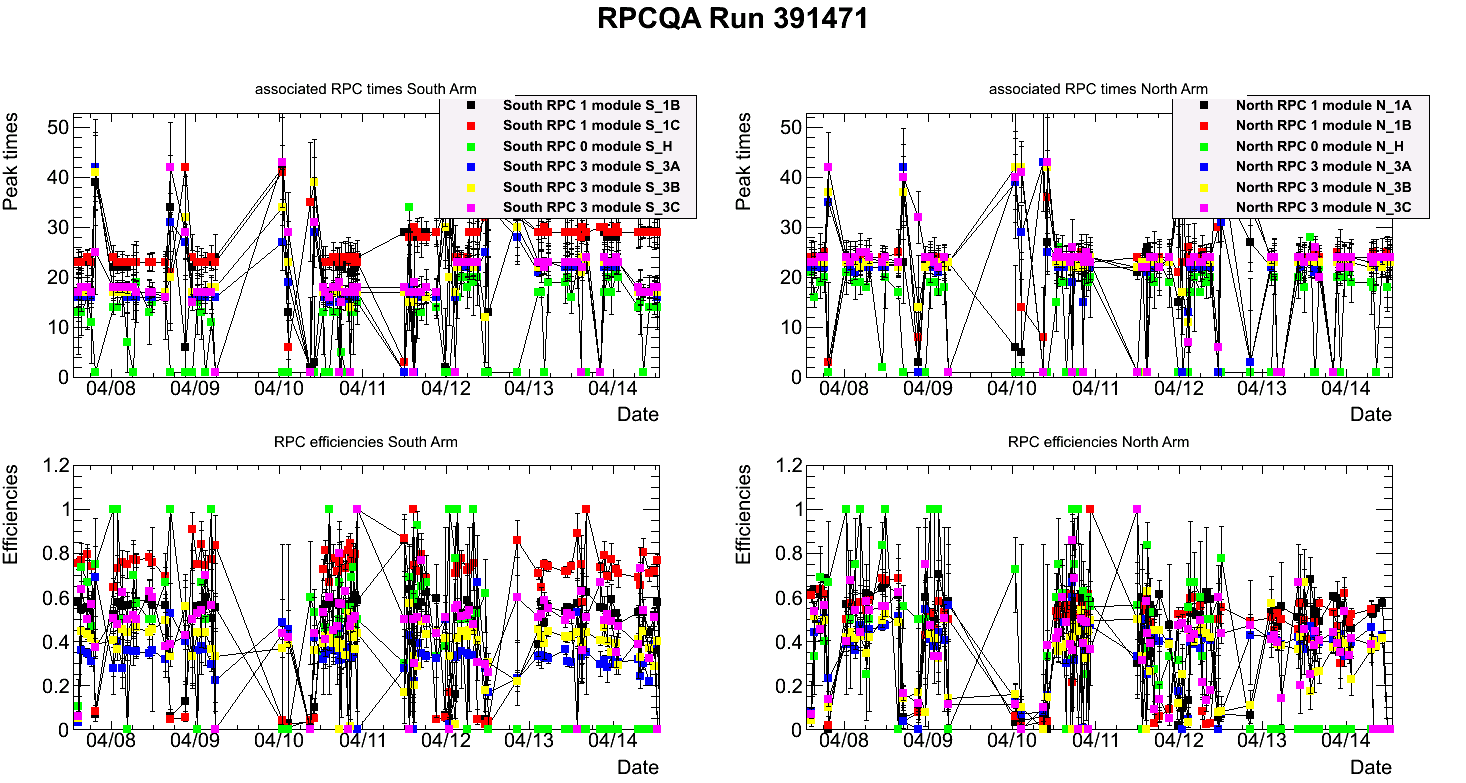 RPCQA Run 391471
associated RPC times South Arm
Peak times
50
40
30
20
10
0
04/08 04/09 04/10 04/11 04/12 04/13 04/14
Date
South RPC 1 module S_1B
South RPC 1 module S_1C
South RPC 0 module S_H
South RPC 3 module S_3A
South RPC 3 module S_3B
South RPC 3 module S_3C
associated RPC times North Arm
Peak times
50
40
30
20
10
0
04/08 04/09 04/10 04/11 04/12 04/13 04/14
Date
North RPC 1 module N_1A
North RPC 1 module N_1B
North RPC 0 module N_H
North RPC 3 module N_3A
North RPC 3 module N_3B
North RPC 3 module N_3C
RPC efficiencies South Arm
Efficiencies
1.2
1
0.8
0.6
0.4
0.2
0
04/08 04/09 04/10 04/11 04/12 04/13 04/14
Date
RPC efficiencies North Arm
Efficiencies
1.2
1
0.8
0.6
0.4
0.2
0
04/08 04/09 04/10 04/11 04/12 04/13 04/14
Date